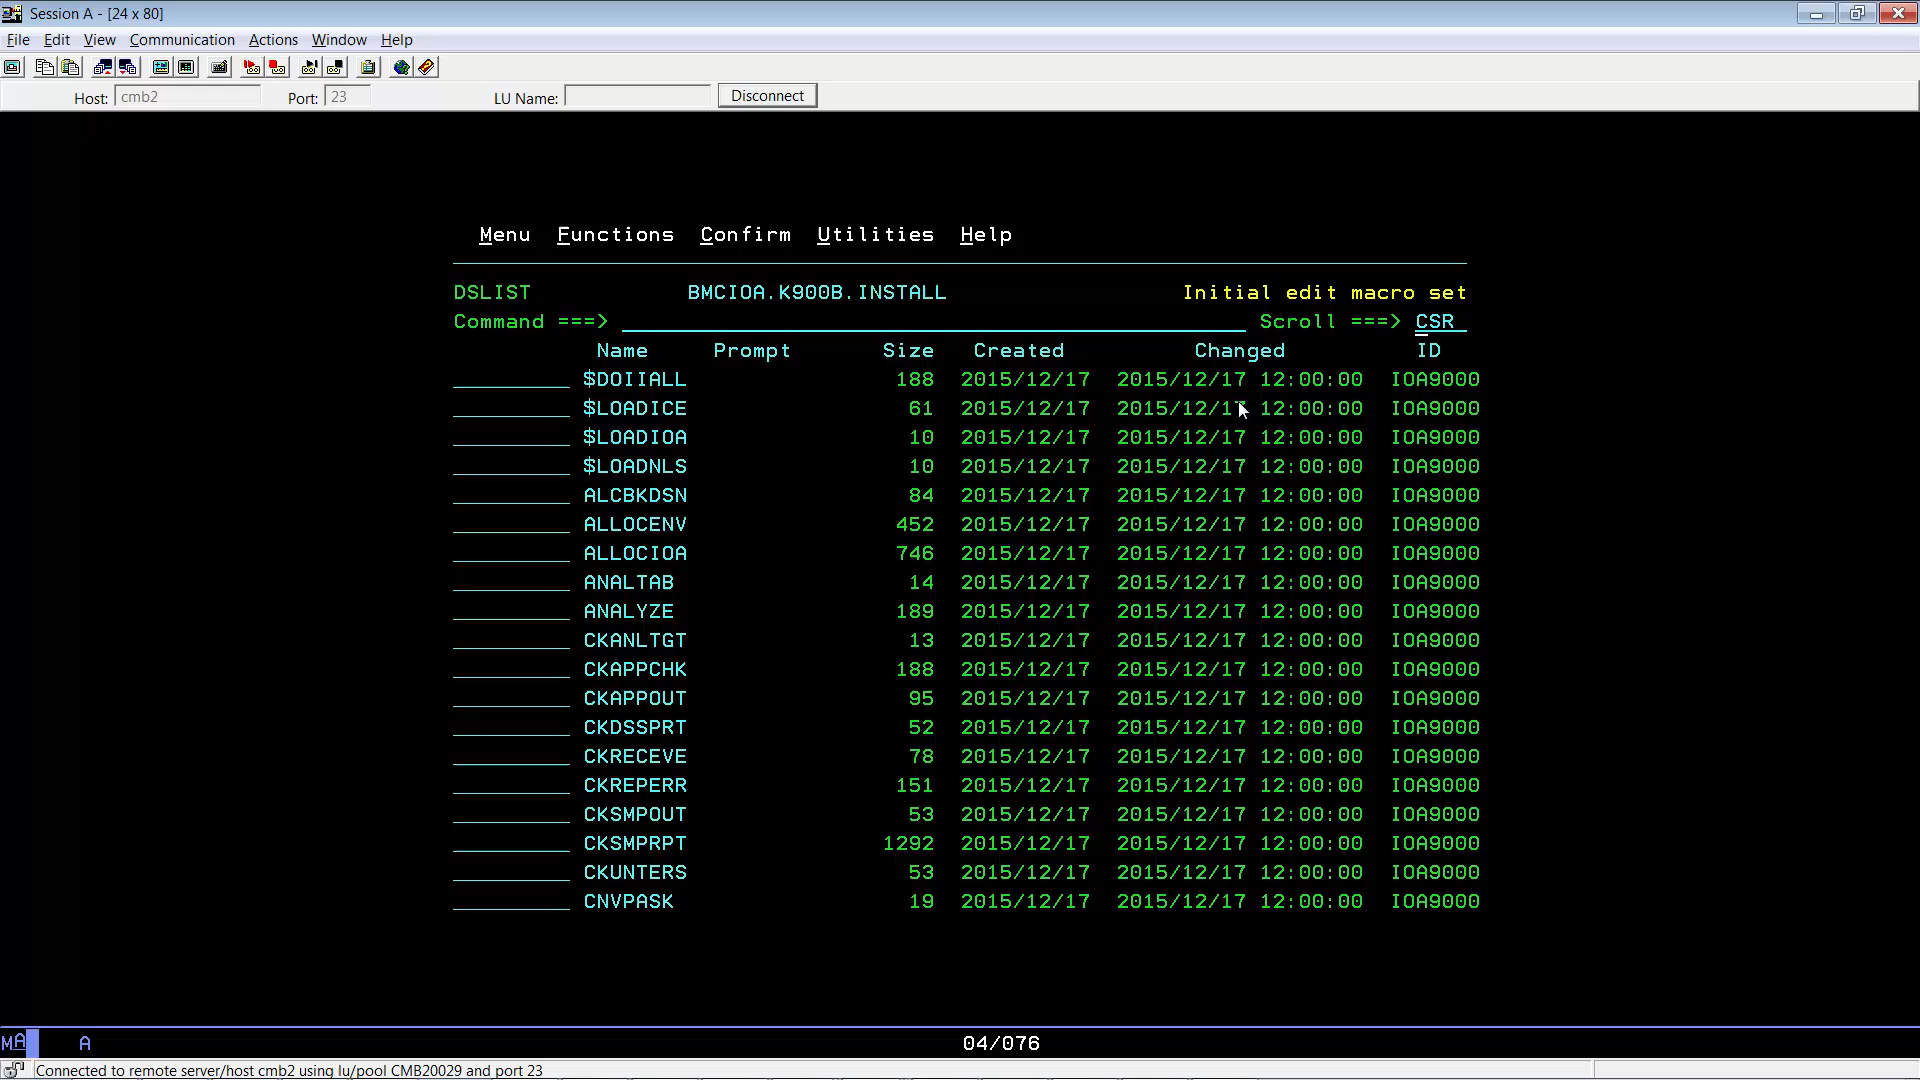 Session A - [24 x 80]
File Edit View Communication Actions Window Help
Host: cmb2 Port: 23 LU Name: Disconnect
Menu Functions Confirm Utilities Help
DSLIST BMCIOA.K900B.INSTALL Initial edit macro set
Command ===> Scroll ===> CSR
Name Prompt Size Created Changed ID
$DOIIALL 188 2015/12/17 2015/12/17 12:00:00 IOA9000
$LOADICE 61 2015/12/17 2015/12/17 12:00:00 IOA9000
$LOADIOA 10 2015/12/17 2015/12/17 12:00:00 IOA9000
$LOADNLS 10 2015/12/17 2015/12/17 12:00:00 IOA9000
ALCBKDSN 84 2015/12/17 2015/12/17 12:00:00 IOA9000
ALLOCENV 452 2015/12/17 2015/12/17 12:00:00 IOA9000
ALLOCIOA 746 2015/12/17 2015/12/17 12:00:00 IOA9000
ANALTAB 14 2015/12/17 2015/12/17 12:00:00 IOA9000
ANALYZE 189 2015/12/17 2015/12/17 12:00:00 IOA9000
CKANLTGT 13 2015/12/17 2015/12/17 12:00:00 IOA9000
CKAPPCHK 188 2015/12/17 2015/12/17 12:00:00 IOA9000
CKAPPOUT 95 2015/12/17 2015/12/17 12:00:00 IOA9000
CKDSSPRT 52 2015/12/17 2015/12/17 12:00:00 IOA9000
CKRECEVE 78 2015/12/17 2015/12/17 12:00:00 IOA9000
CKREPERR 151 2015/12/17 2015/12/17 12:00:00 IOA9000
CKSMPOUT 53 2015/12/17 2015/12/17 12:00:00 IOA9000
CKSMPRPT 1292 2015/12/17 2015/12/17 12:00:00 IOA9000
CKUNTERS 53 2015/12/17 2015/12/17 12:00:00 IOA9000
CNVPASK 19 2015/12/17 2015/12/17 12:00:00 IOA9000
MA A 04/076
Connected to remote server/host cmb2 using lu/pool CMB20029 and port 23